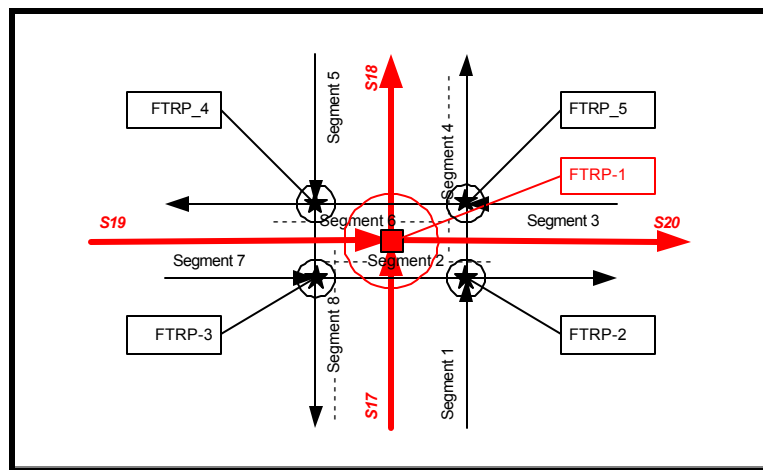 S18
Segment 5
FTRP_4
FTRP_5
Segment 4
FTRP-1
S19
Segment 6
Segment 3
S20
Segment 7
Segment 2
Segment 8
FTRP-3
FTRP-2
Segment 1
S17